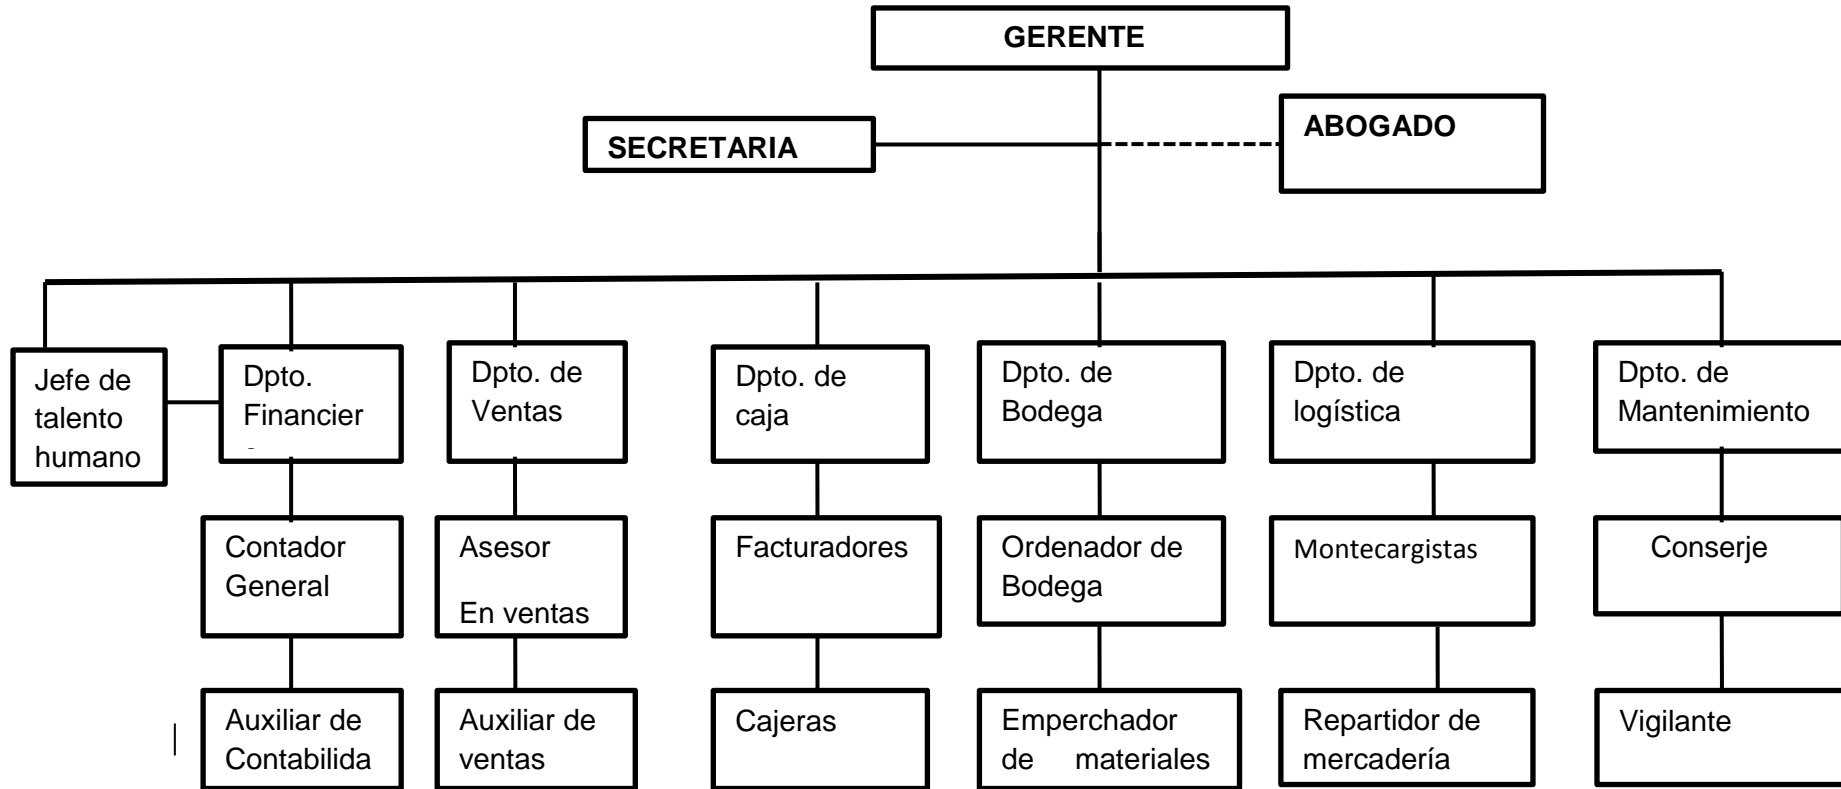 GERENTE
SECRETARIA
ABOGADO
Jefe de
talento
humano
Dpto.
Financier
Dpto. de
Ventas
Dpto. de
caja
Dpto. de
Bodega
Dpto. de
logística
Dpto. de
Mantenimiento
Contador
General
Asesor
En ventas
Facturadores
Ordenador de
Bodega
Montecargistas
Conserje
Auxiliar de
Contabilida
Auxiliar de
ventas
Cajeras
Emperchador
de materiales
Repartidor de
mercadería
Vigilante